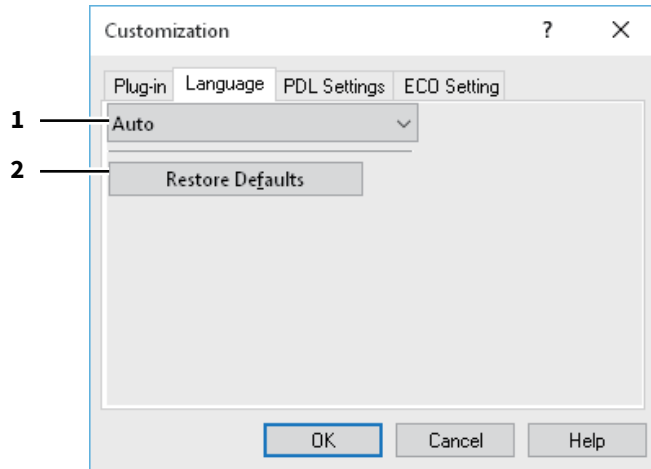 Customization ? ✕
Plug-in Language PDL Settings ECO Setting
1 Auto
2 Restore Defaults
OK Cancel Help